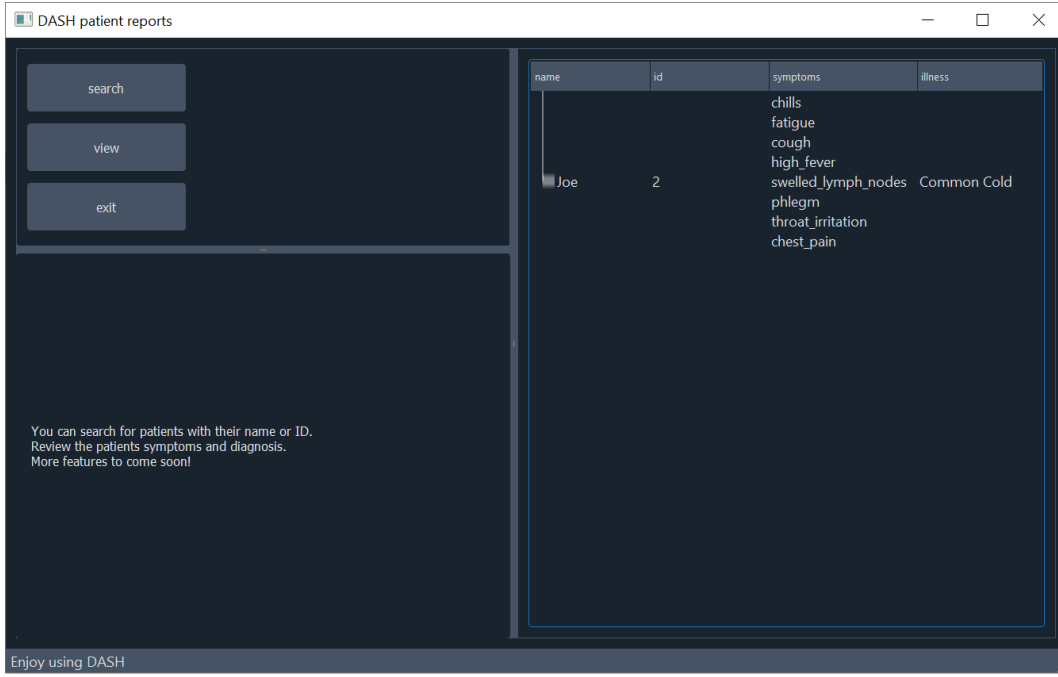 DASH patient reports
search
view
exit
You can search for patients with their name or ID.
Review the patients symptoms and diagnosis.
More features to come soon!
name id symptoms illness
chills
fatigue
cough
high_fever
Joe 2 swelled_lymph_nodes Common Cold
phlegm
throat_irritation
chest_pain
Enjoy using DASH